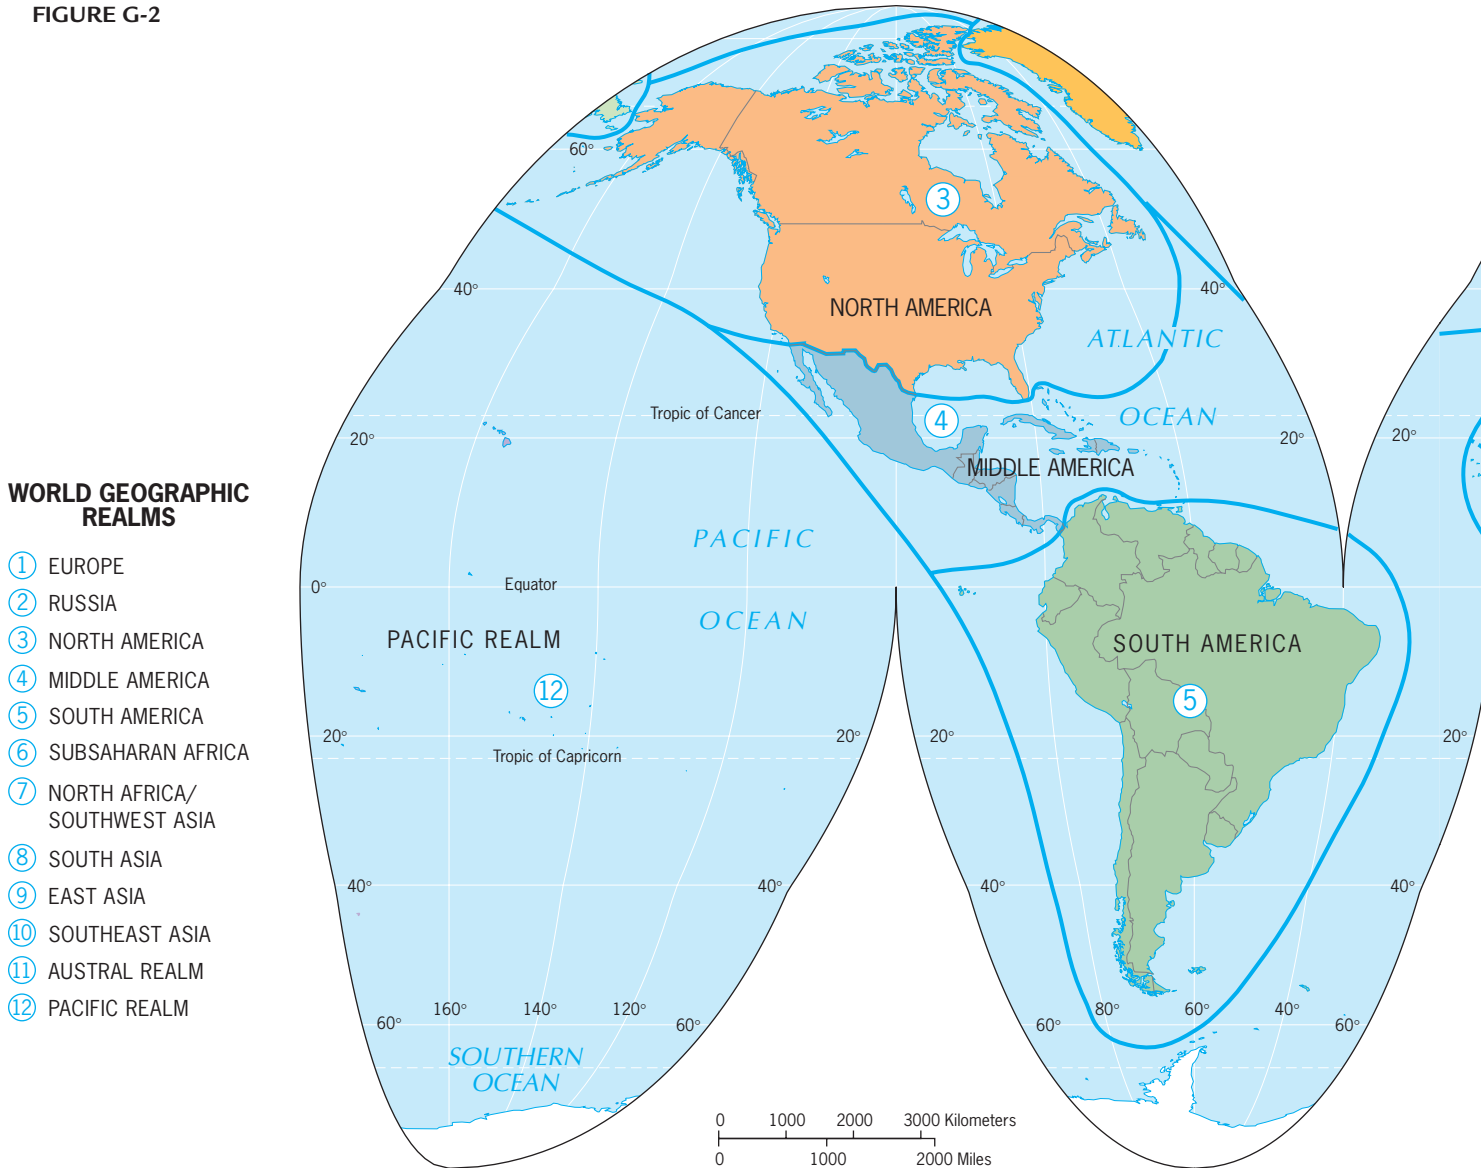 FIGURE G-2
60°
3
40°
NORTH AMERICA
40°
ATLANTIC
OCEAN
Tropic of Cancer
4
20°
20°
20°
MIDDLE AMERICA
WORLD GEOGRAPHIC
REALMS
1 EUROPE
2 RUSSIA
3 NORTH AMERICA
4 MIDDLE AMERICA
5 SOUTH AMERICA
6 SUBSAHARAN AFRICA
7 NORTH AFRICA/
SOUTHWEST ASIA
8 SOUTH ASIA
9 EAST ASIA
10 SOUTHEAST ASIA
11 AUSTRAL REALM
12 PACIFIC REALM
PACIFIC
OCEAN
0°
Equator
PACIFIC REALM
12
SOUTH AMERICA
5
20°
20°
20°
20°
Tropic of Capricorn
40°
40°
40°
40°
60°
160°
140°
120°
60°
60°
80°
60°
40°
60°
SOUTHERN
OCEAN
0 1000 2000 3000 Kilometers
0 1000 2000 Miles